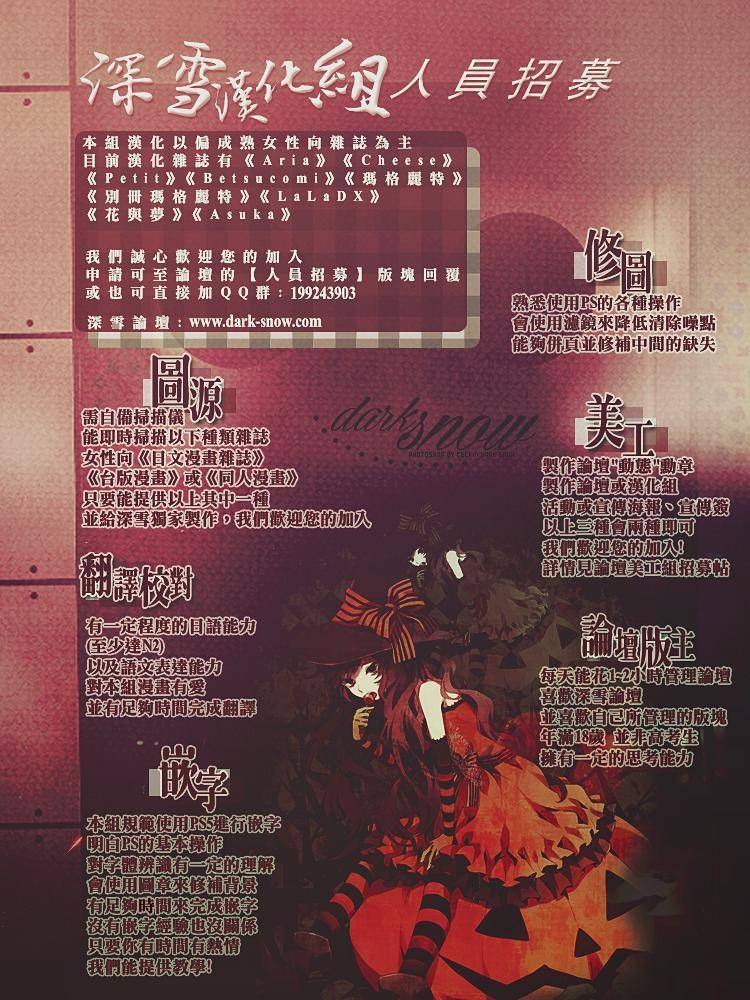 深雪漢化組人員招募
本組漢化以偏成熟女性向雜誌為主
目前漢化雜誌有《Aria》《Cheese》
《Petit》《Betsucomi》《瑪格麗特》
《別冊瑪格麗特》《LaLaDX》
《花與夢》《Asuka》
我們誠心歡迎您的加入
申請可至論壇的【人員招募】版塊回覆
或也可直接加QQ群：199243903
深雪論壇：www.dark-snow.com
修圖
熟悉使用PS的各種操作
會使用濾鏡來降低清除噪點
能夠併頁並修補中間的缺失
圖源
需自備掃描儀
能即時掃描以下種類雜誌
女性向《日文漫畫雜誌》
《台版漫畫》或《同人漫畫》
只要能提供以上其中一種
並給深雪獨家製作，我們歡迎您的加入
dark snow
美工
製作論壇"動態"勳章
製作論壇或漢化組
活動或宣傳海報、宣傳簽
以上三種會兩種即可
我們歡迎您的加入!
詳情見論壇美工組招募帖
翻譯校對
有一定程度的日語能力
(至少達N2)
以及語文表達能力
對本組漫畫有愛
並有足夠時間完成翻譯
論壇版主
每天能花1-2小時管理論壇
喜歡深雪論壇
並喜歡自己所管理的版塊
年滿18歲 並非高考生
擁有一定的思考能力
嵌字
本組規範使用PS5進行嵌字
明白PS的基本操作
對字體辨識有一定的理解
會使用圖章來修補背景
有足夠時間來完成嵌字
沒有嵌字經驗也沒關係
只要你有時間有熱情
我們能提供教學!